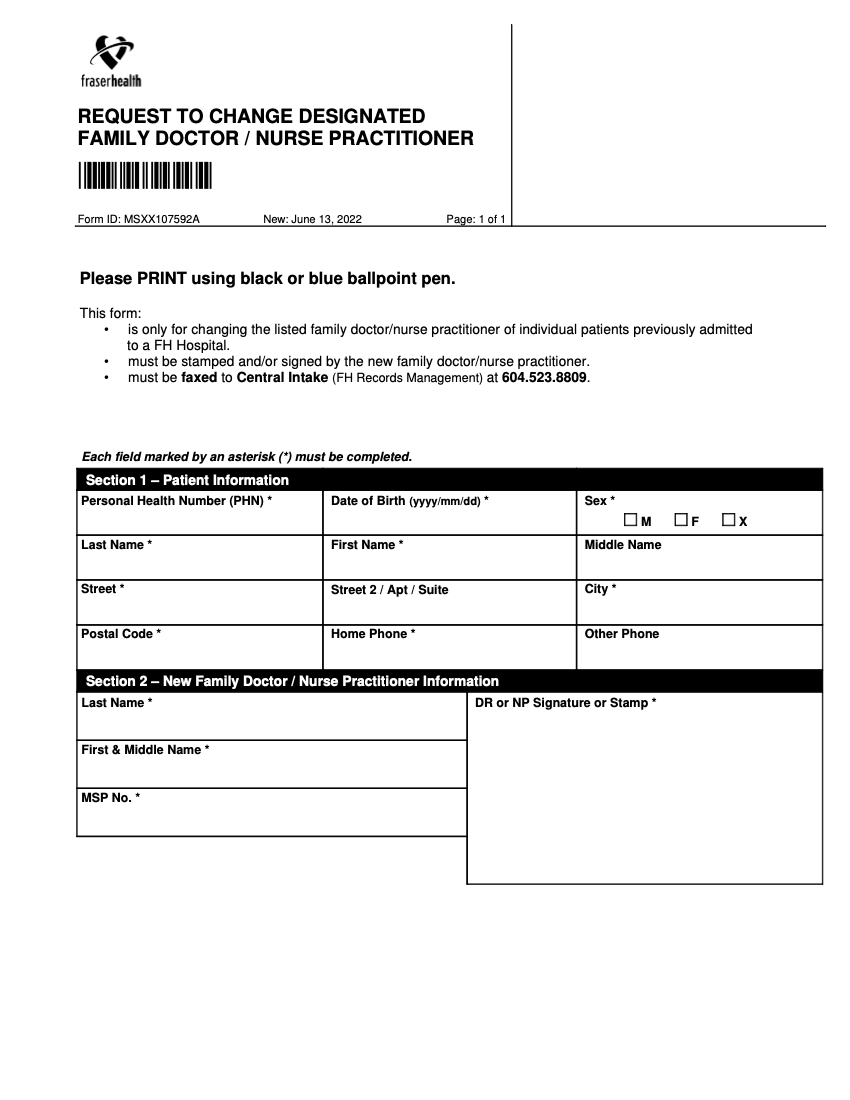 fraserhealth
REQUEST TO CHANGE DESIGNATED
FAMILY DOCTOR / NURSE PRACTITIONER
Form ID: MSXX107592A New: June 13, 2022 Page: 1 of 1
Please PRINT using black or blue ballpoint pen.
This form:
• is only for changing the listed family doctor/nurse practitioner of individual patients previously admitted
to a FH Hospital.
• must be stamped and/or signed by the new family doctor/nurse practitioner.
• must be faxed to Central Intake (FH Records Management) at 604.523.8809.
Each field marked by an asterisk (*) must be completed.
Section 1 – Patient Information
Personal Health Number (PHN) * Date of Birth (yyyy/mm/dd) * Sex *
☐ M ☐ F ☐ X
Last Name * First Name * Middle Name
Street * Street 2 / Apt / Suite City *
Postal Code * Home Phone * Other Phone
Section 2 – New Family Doctor / Nurse Practitioner Information
Last Name * DR or NP Signature or Stamp *
First & Middle Name *
MSP No. *